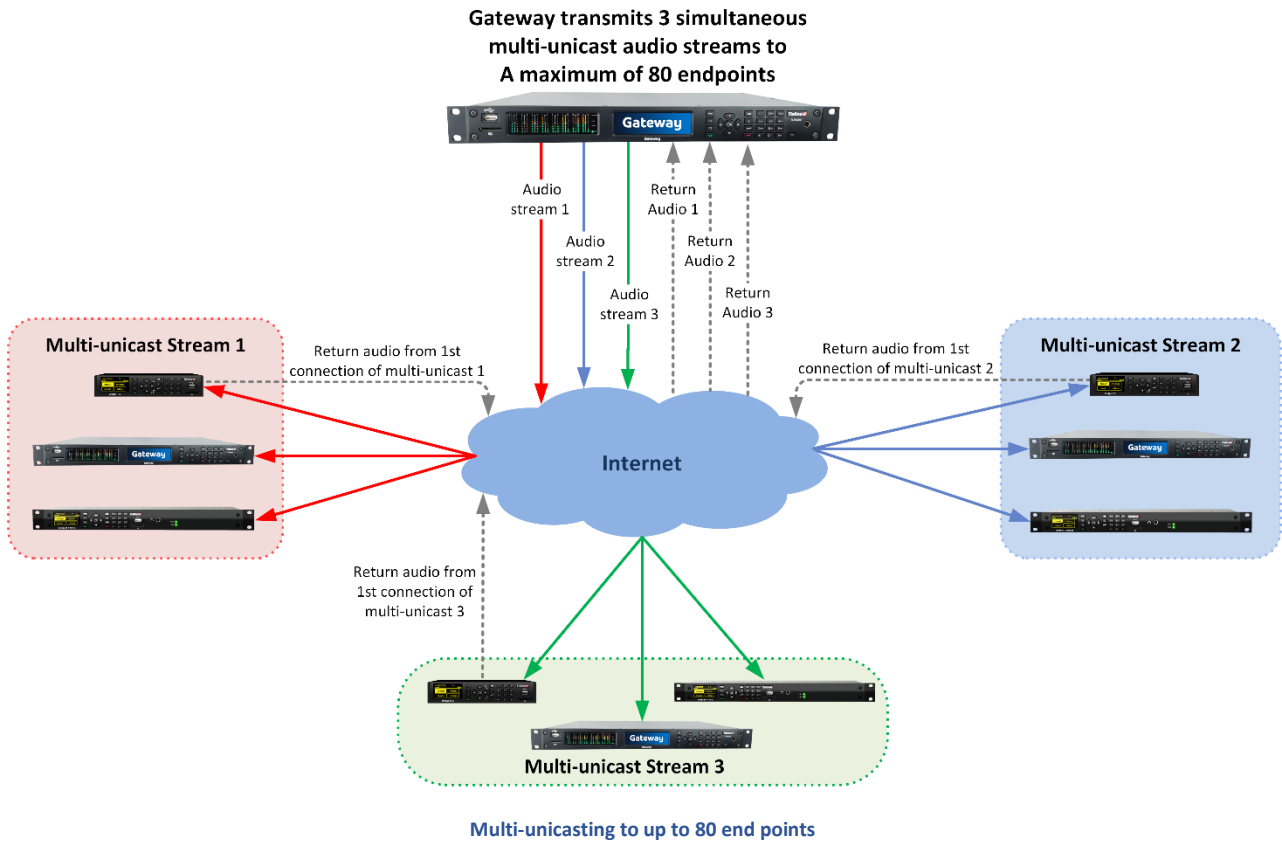 Gateway transmits 3 simultaneous
multi-unicast audio streams to
A maximum of 80 endpoints
Gateway
Audio
stream 1
Audio
stream 2
Audio
stream 3
Return
Audio 1
Return
Audio 2
Return
Audio 3
Multi-unicast Stream 1
Gateway
Return audio from 1st
connection of multi-unicast 1
Internet
Return audio from 1st
connection of multi-unicast 2
Multi-unicast Stream 2
Gateway
Return audio from
1st connection of
multi-unicast 3
Gateway
Multi-unicast Stream 3
Multi-unicasting to up to 80 end points